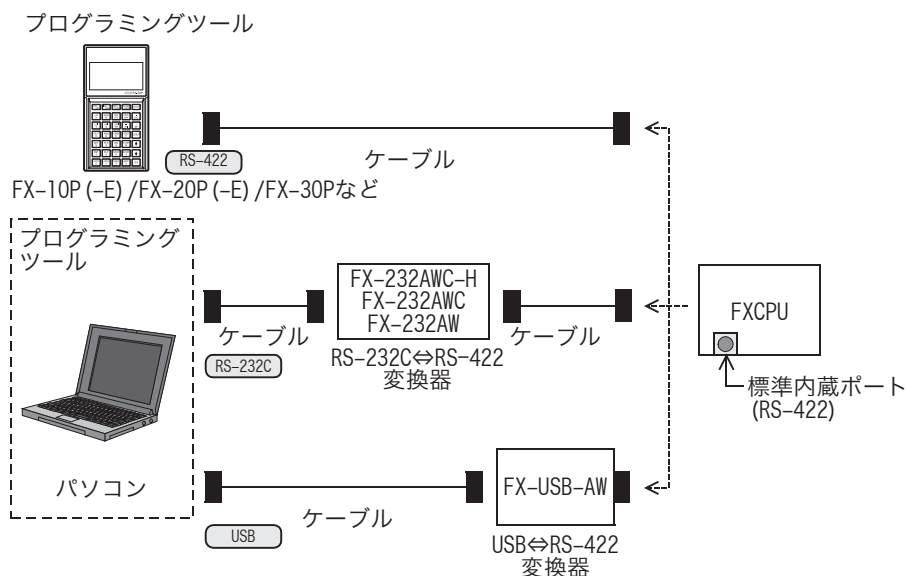 プログラミングツール
RS-422
ケーブル
FX-10P(-E)/FX-20P(-E)/FX-30Pなど
プログラミング
ツール
パソコン
ケーブル
RS-232C
FX-232AWC-H
FX-232AWC
FX-232AW
RS-232C⇔RS-422
変換器
ケーブル
FXCPU
標準内蔵ポート
(RS-422)
USB
ケーブル
FX-USB-AW
USB⇔RS-422
変換器